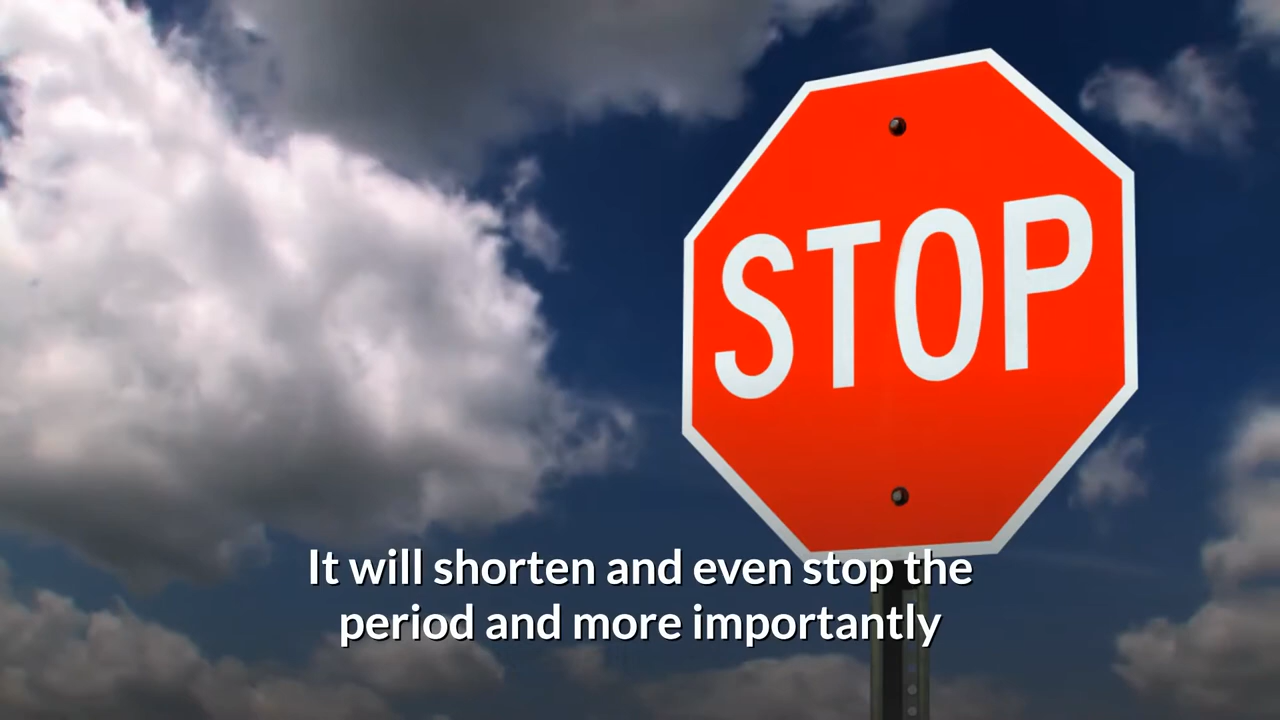 STOP
It will shorten and even stop the
period and more importantly